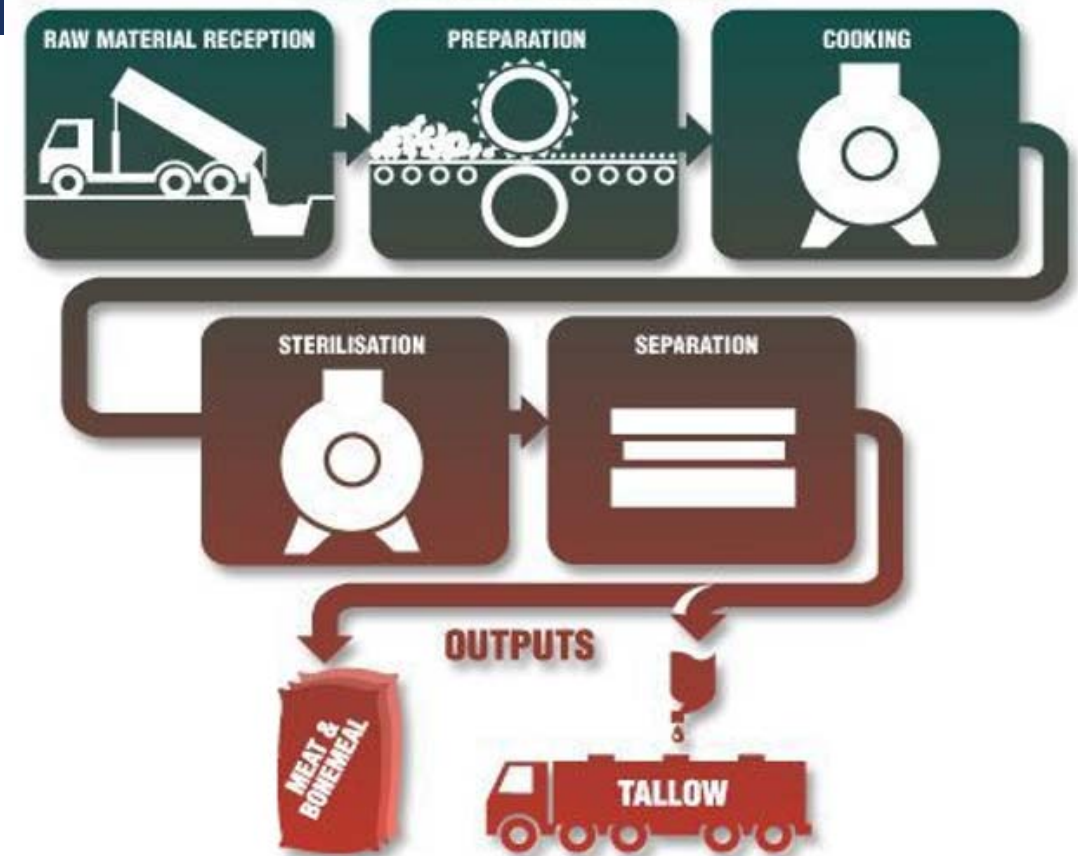 RAW MATERIAL RECEPTION
PREPARATION
COOKING
STERILISATION
SEPARATION
OUTPUTS
MEAT &
BONEMEAL
TALLOW